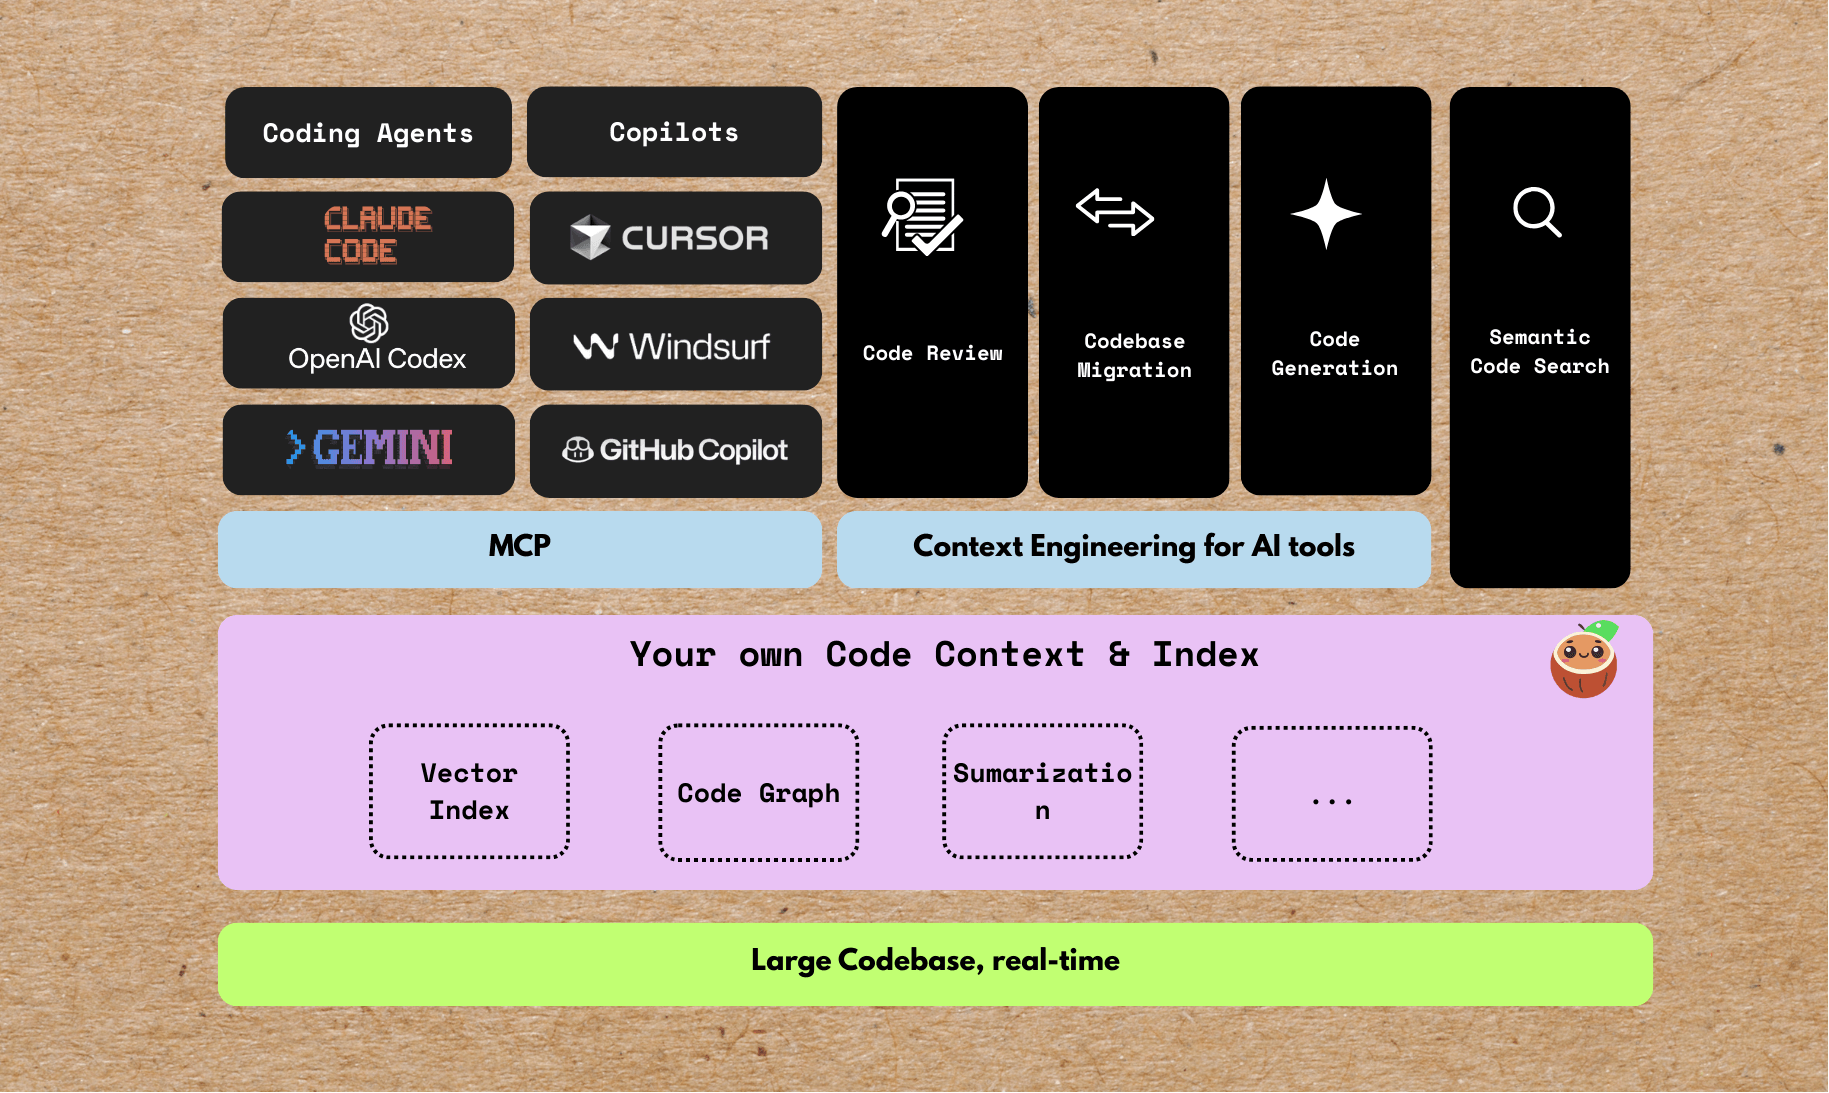 Coding Agents
Copilots
CLAUDE
CODE
CURSOR
OpenAI Codex
Windsurf
GEMINI
GitHub Copilot
Code Review
Codebase
Migration
Code
Generation
Semantic
Code Search
MCP
Context Engineering for AI tools
Your own Code Context & Index
Vector
Index
Code Graph
Sumarizatio
n
...
Large Codebase, real-time